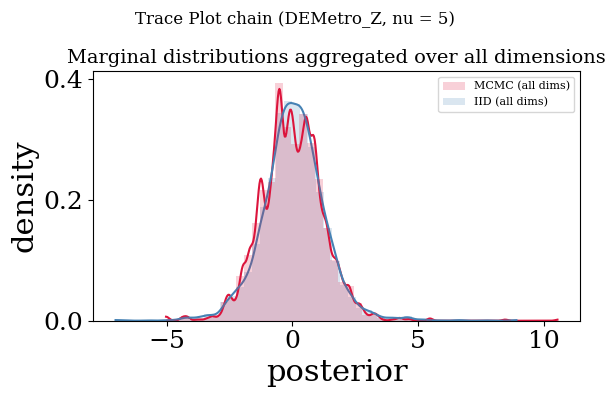 Trace Plot chain (DEMetro_Z, nu = 5)
Marginal distributions aggregated over all dimensions
MCMC (all dims)
IID (all dims)
density
0.4
0.2
0.0
−5
0
5
10
posterior